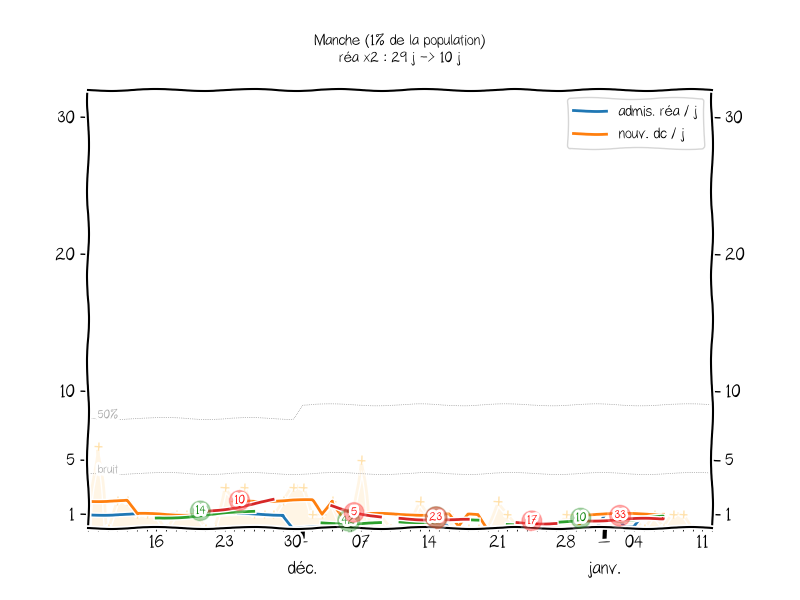 Manche (1% de la population)
réa x2 : 29 j -> 10 j
admis. réa / j
nouv. dc / j
30 30
20 20
10 10
50%
5 5
bruit
1 1
14 10 4 5 23 17 10 33
16 23 30 07 14 21 28 04 11
déc. janv.